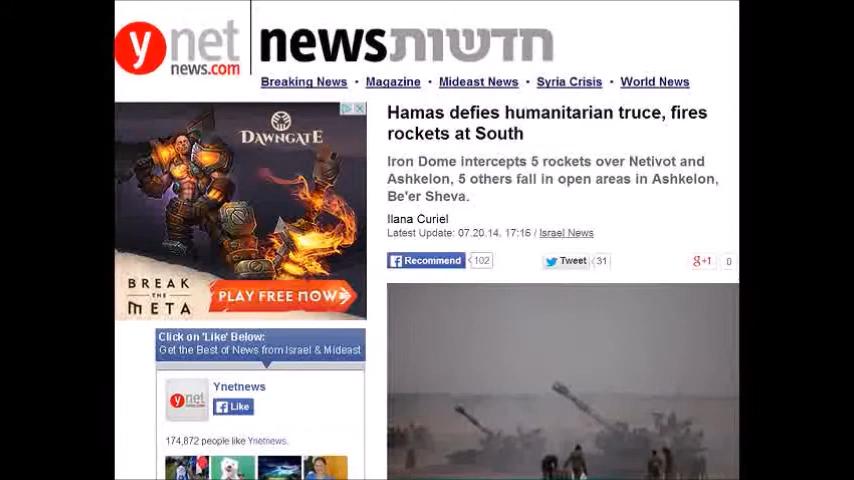 y net
news.com
news חדשות
Breaking News • Magazine • Mideast News • Syria Crisis • World News
DAWNGATE
BREAK
THE
META
PLAY FREE NOW
Click on 'Like' Below:
Get the Best of News from Israel & Mideast
ynet
Ynetnews
Like
174,872 people like Ynetnews.
Hamas defies humanitarian truce, fires
rockets at South
Iron Dome intercepts 5 rockets over Netivot and
Ashkelon, 5 others fall in open areas in Ashkelon,
Be'er Sheva.
Ilana Curiel
Latest Update: 07.20.14, 17:16 / Israel News
Recommend 102 Tweet 31 g+1 0